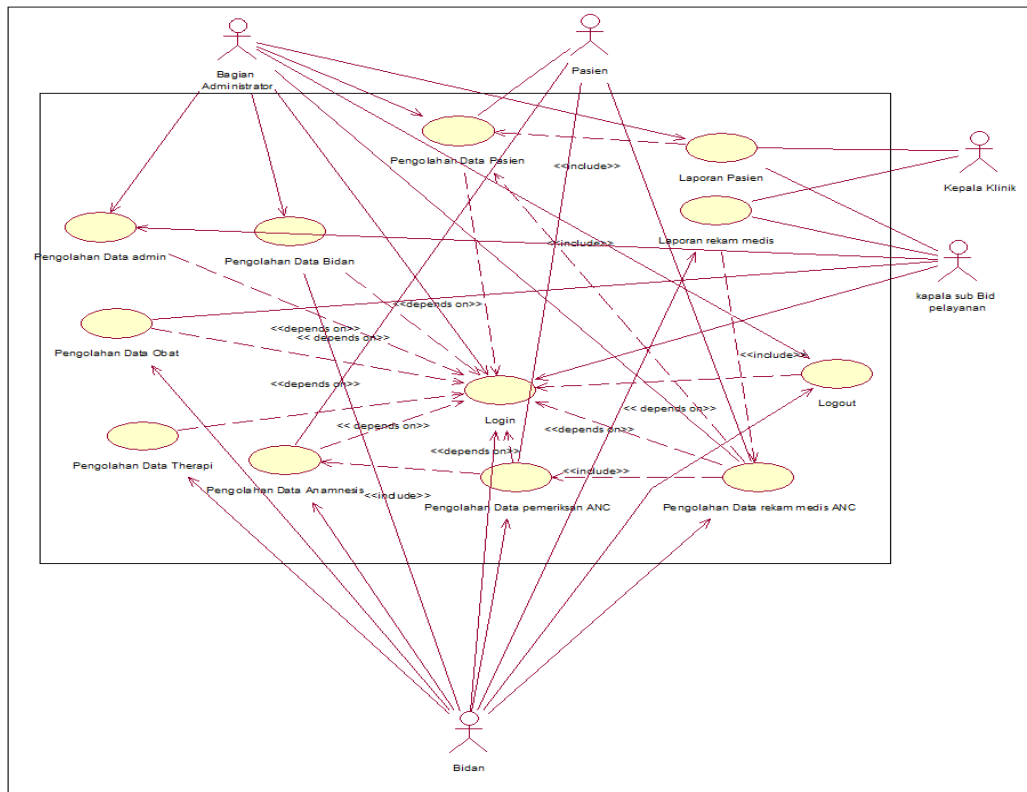 Bagian
Administrator
Pasien
Pengolahan Data Pasien
<<include>>
Laporan Pasien
Kepala Klinik
Pengolahan Data admin
Pengolahan Data Bidan
<<include>>
Laporan rekam medis
kapala sub Bid
pelayanan
<<depends on>>
Pengolahan Data Obat
<<depends on>>
<< depends on>>
<<include>>
<<depends on>>
Login
Logout
<< depends on>>
<< depends on>>
<<depends on>>
<<depends on>>
Pengolahan Data Therapi
<<include>>
Pengolahan Data Anamnesis
<<include>>
Pengolahan Data pemeriksan ANC
Pengolahan Data rekam medis ANC
Bidan